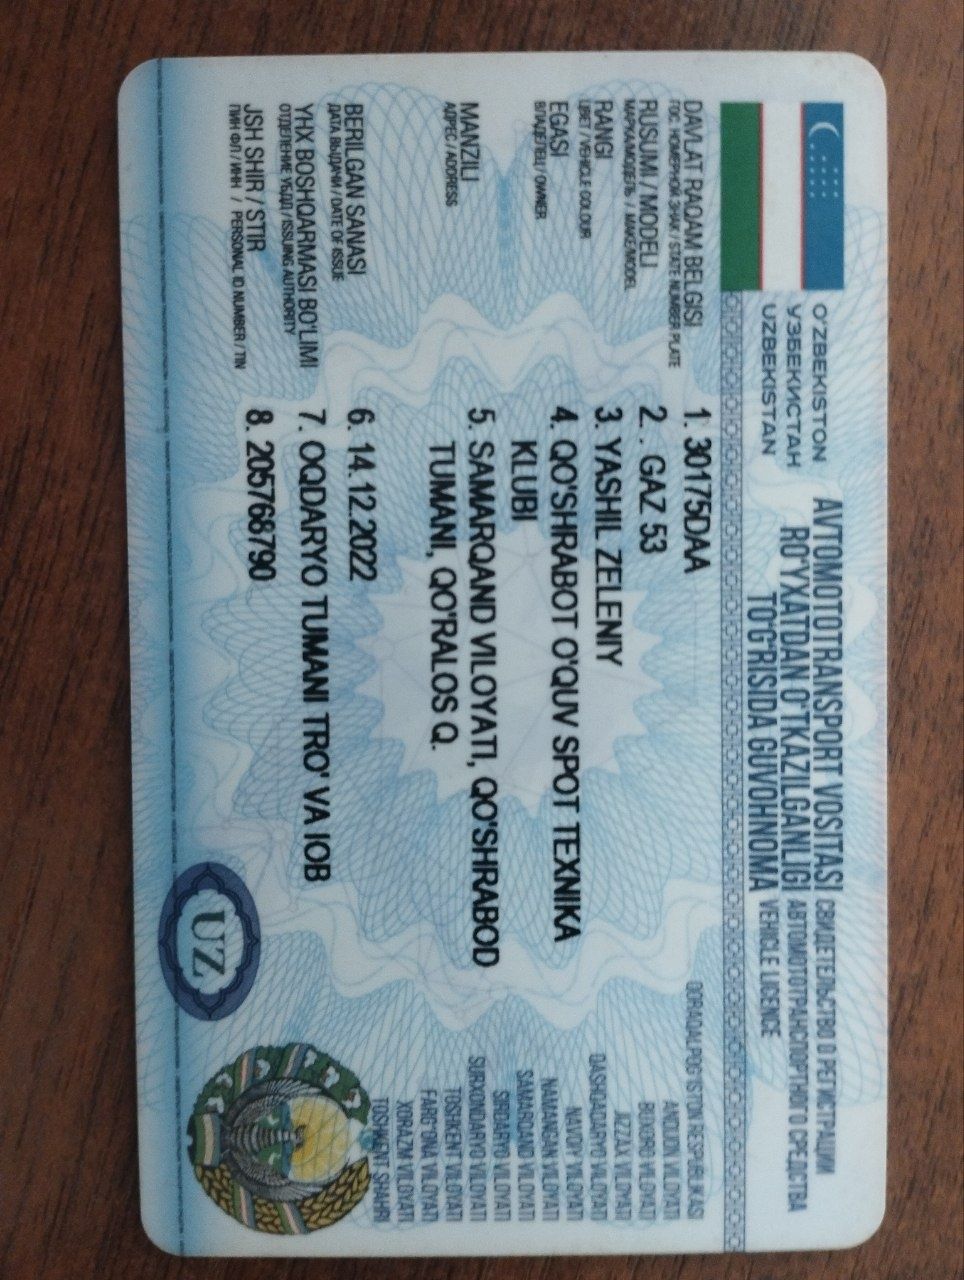 O'ZBEKISTON
УЗБЕКИСТАН
UZBEKISTAN
AVTOMOTOTRANSPORT VOSITASI СВИДЕТЕЛЬСТВО О РЕГИСТРАЦИИ
RO'YXATDAN O'TKAZILGANLIGI АВТОМОТОТРАНСПОРТНОГО СРЕДСТВА
TO'G'RISIDA GUVOHNOMA VEHICLE LICENCE
DAVLAT RAQAM BELGISI 1. 30175DAA
ГОС. НОМЕРНОЙ ЗНАК / STATE NUMBER PLATE
RUSUMI / MODELI 2. . GAZ 53
МАРКА/МОДЕЛЬ / MAKE/MODEL
RANGI 3. YASHIL ZELENIY
ЦВЕТ / VEHICLE COLOUR
EGASI 4. QO'SHRABOT O'QUV SPOT TEXNIKA
ВЛАДЕЛЕЦ / OWNER KLUBI
MANZILI 5. SAMARQAND VILOYATI, QO'SHRABOD
АДРЕС / ADDRESS TUMANI, QO'RALOS Q.
BERILGAN SANASI 6. 14.12.2022
ДАТА ВЫДАЧИ / DATE OF ISSUE
YHX BOSHQARMASI BO'LIMI 7. OQDARYO TUMANI TRO' VA IOB
ОТДЕЛЕНИЕ УБДД / ISSUING AUTHORITY
JSH SHIR / STIR 8. 205768790
ПИН ФЛ / ИНН / PERSONAL ID NUMBER / TIN
QORAQALPOG'ISTON RESPUBLIKASI
ANDIJON VILOYATI
BUXORO VILOYATI
JIZZAX VILOYATI
QASHQADARYO VILOYATI
NAVOIY VILOYATI
NAMANGAN VILOYATI
SAMARQAND VILOYATI
SIRDARYO VILOYATI
SURXONDARYO VILOYATI
TOSHKENT VILOYATI
FARG'ONA VILOYATI
XORAZM VILOYATI
TOSHKENT SHAHRI
UZ